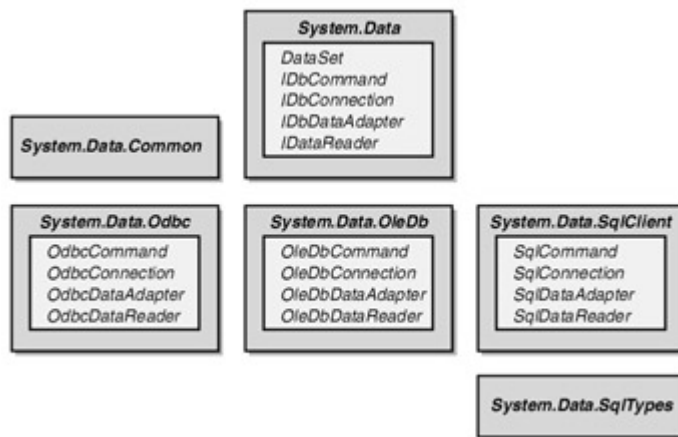 System.Data
DataSet
IDbCommand
IDbConnection
IDbDataAdapter
IDataReader
System.Data.Common
System.Data.Odbc
OdbcCommand
OdbcConnection
OdbcDataAdapter
OdbcDataReader
System.Data.OleDb
OleDbCommand
OleDbConnection
OleDbDataAdapter
OleDbDataReader
System.Data.SqlClient
SqlCommand
SqlConnection
SqlDataAdapter
SqlDataReader
System.Data.SqlTypes